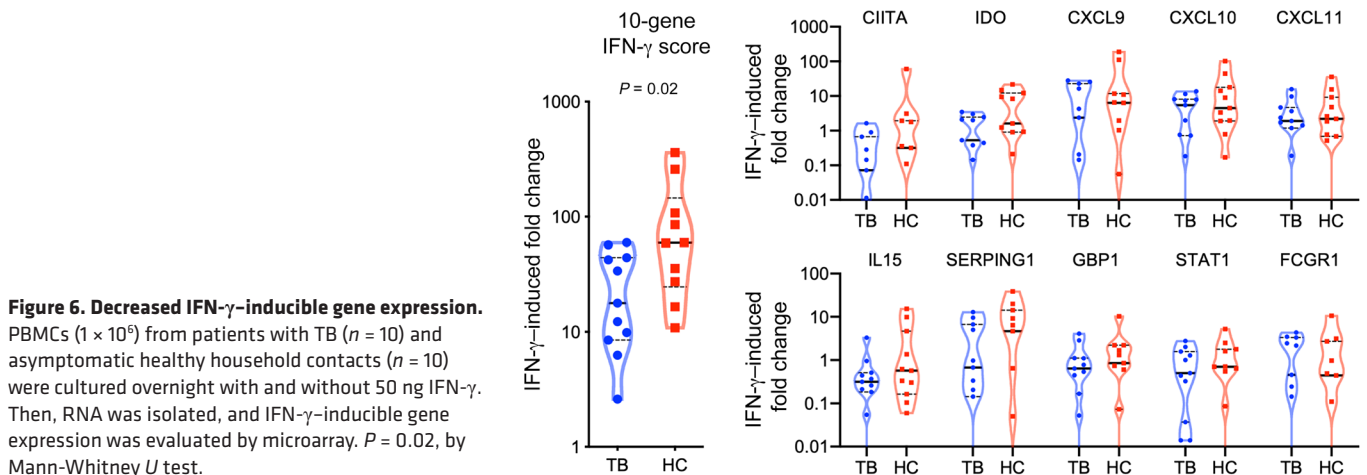 Figure 6. Decreased IFN-γ–inducible gene expression.
PBMCs (1 × 10⁶) from patients with TB (n = 10) and
asymptomatic healthy household contacts (n = 10)
were cultured overnight with and without 50 ng IFN-γ.
Then, RNA was isolated, and IFN-γ–inducible gene
expression was evaluated by microarray. P = 0.02, by
Mann-Whitney U test.
10-gene
IFN-γ score
P = 0.02
IFN-γ–induced fold change
1000
100
10
1
TB HC
CIITA IDO CXCL9 CXCL10 CXCL11
IFN-γ–induced
fold change
1000
100
10
1
0.1
0.01
TB HC TB HC TB HC TB HC TB HC
IL15 SERPING1 GBP1 STAT1 FCGR1
IFN-γ–induced
fold change
100
10
1
0.1
0.01
TB HC TB HC TB HC TB HC TB HC